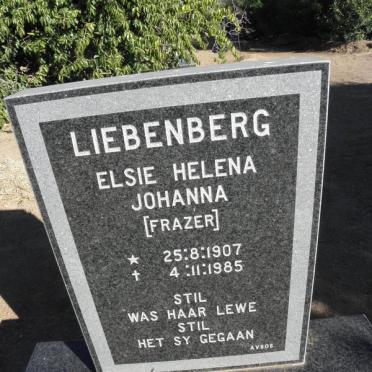 LIEBENBERG
ELSIE HELENA
JOHANNA
[FRAZER]
★ 25:8:1907
✝ 4:11:1985
STIL
WAS HAAR LEWE
STIL
HET SY GEGAAN
AVBOB